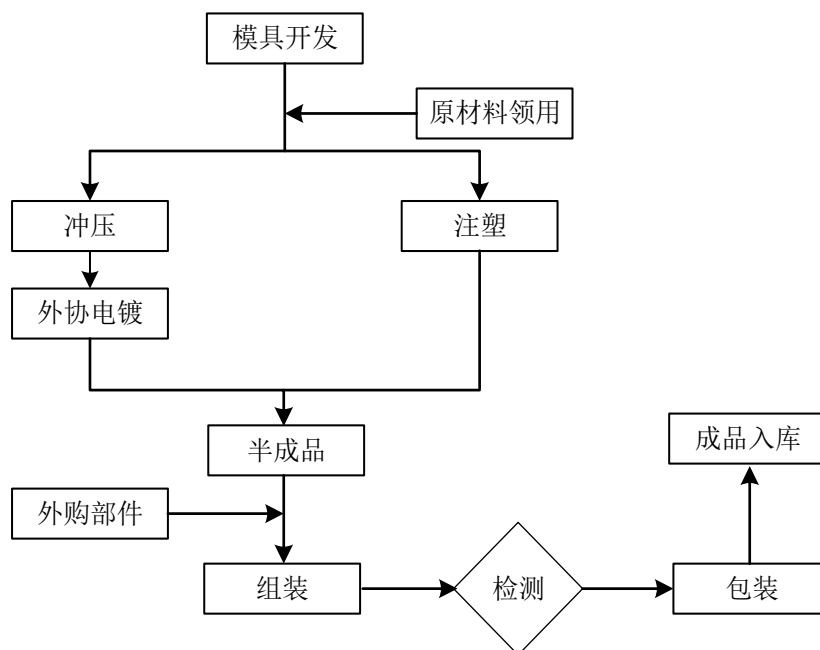 模具开发
原材料领用
冲压
注塑
外协电镀
半成品
成品入库
外购部件
组装
检测
包装